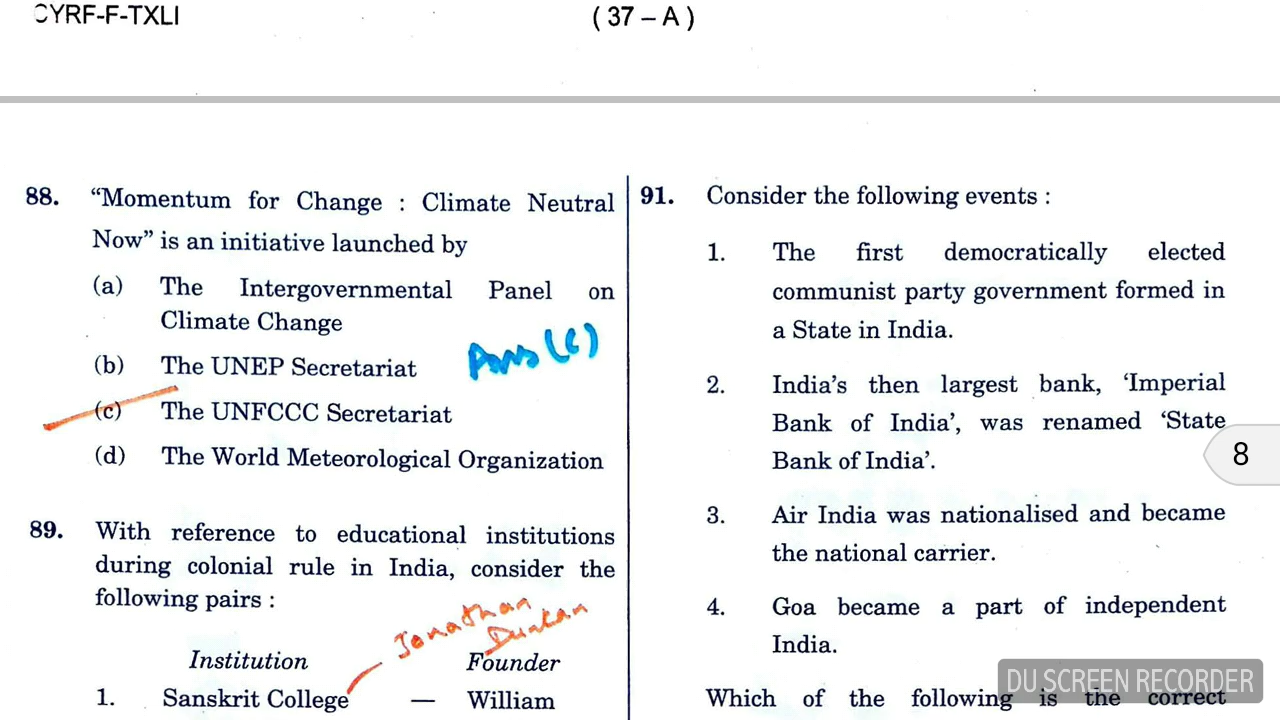 CYRF-F-TXLI
( 37 – A )
88. “Momentum for Change : Climate Neutral
Now” is an initiative launched by
(a) The Intergovernmental Panel on
Climate Change
(b) The UNEP Secretariat
Ans (c)
(c) The UNFCCC Secretariat
(d) The World Meteorological Organization
89. With reference to educational institutions
during colonial rule in India, consider the
following pairs :
Jonathan
Dunkan
Institution Founder
1. Sanskrit College — William
91. Consider the following events :
1. The first democratically elected
communist party government formed in
a State in India.
2. India’s then largest bank, ‘Imperial
Bank of India’, was renamed ‘State
Bank of India’.
8
3. Air India was nationalised and became
the national carrier.
4. Goa became a part of independent
India.
Which of the following is the correct
DU SCREEN RECORDER